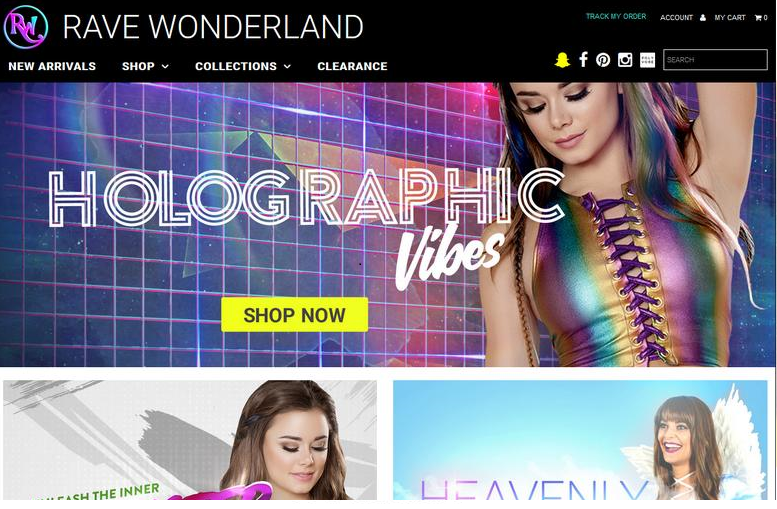 RW
RAVE WONDERLAND
TRACK MY ORDER
ACCOUNT
MY CART
0
NEW ARRIVALS
SHOP
COLLECTIONS
CLEARANCE
SEARCH
HOLOGRAPHIC
Vibes
SHOP NOW
THE INNER
HEAVENLY